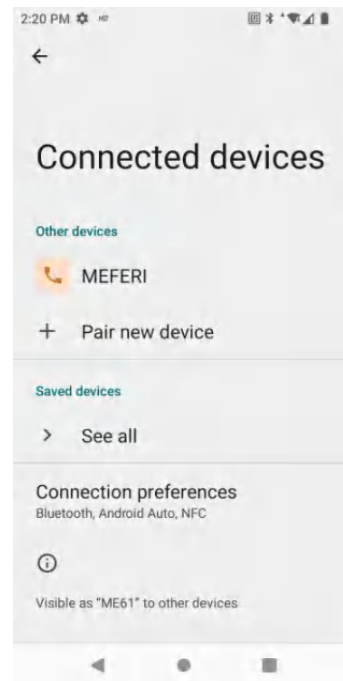 2:20 PM
Connected devices
Other devices
MEFERI
+ Pair new device
Saved devices
> See all
Connection preferences
Bluetooth, Android Auto, NFC
Visible as “ME61” to other devices